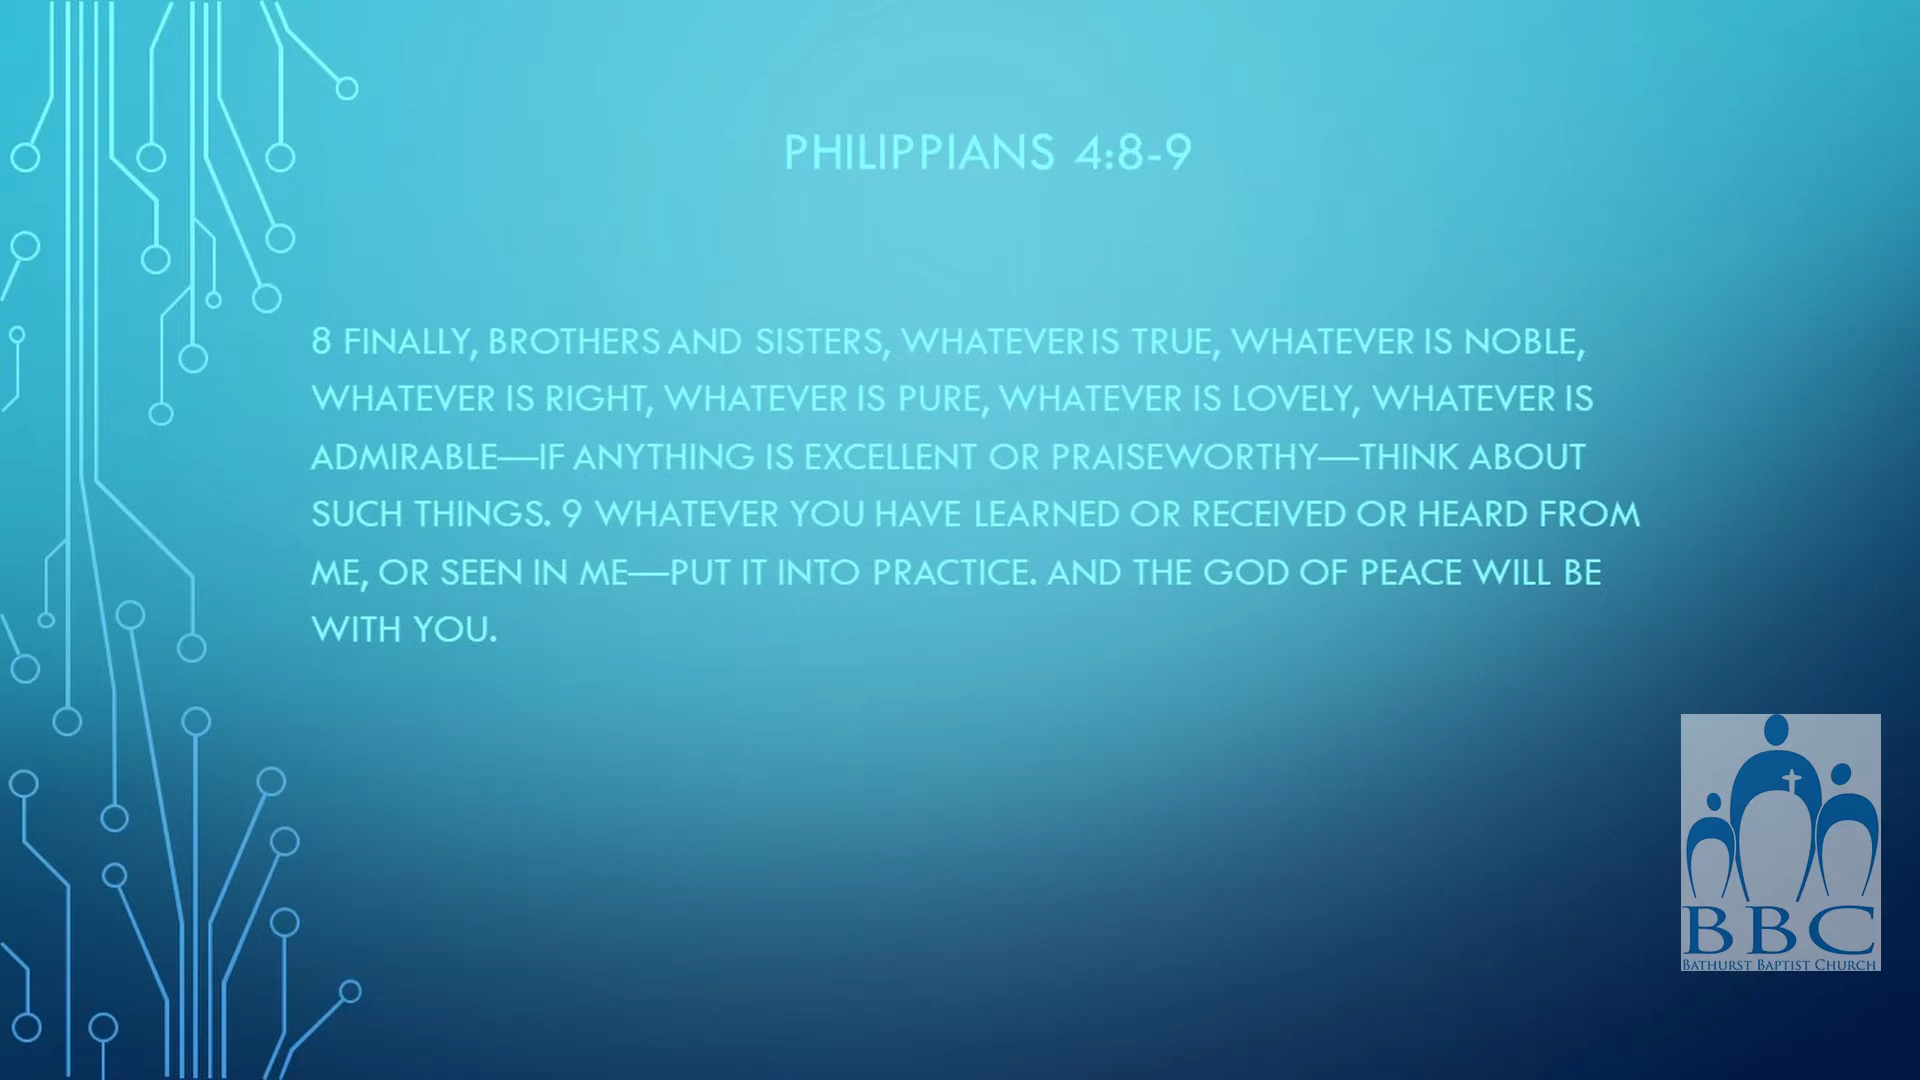 PHILIPPIANS 4:8-9
8 FINALLY, BROTHERS AND SISTERS, WHATEVER IS TRUE, WHATEVER IS NOBLE,
WHATEVER IS RIGHT, WHATEVER IS PURE, WHATEVER IS LOVELY, WHATEVER IS
ADMIRABLE—IF ANYTHING IS EXCELLENT OR PRAISEWORTHY—THINK ABOUT
SUCH THINGS. 9 WHATEVER YOU HAVE LEARNED OR RECEIVED OR HEARD FROM
ME, OR SEEN IN ME—PUT IT INTO PRACTICE. AND THE GOD OF PEACE WILL BE
WITH YOU.
BBC
BATHURST BAPTIST CHURCH